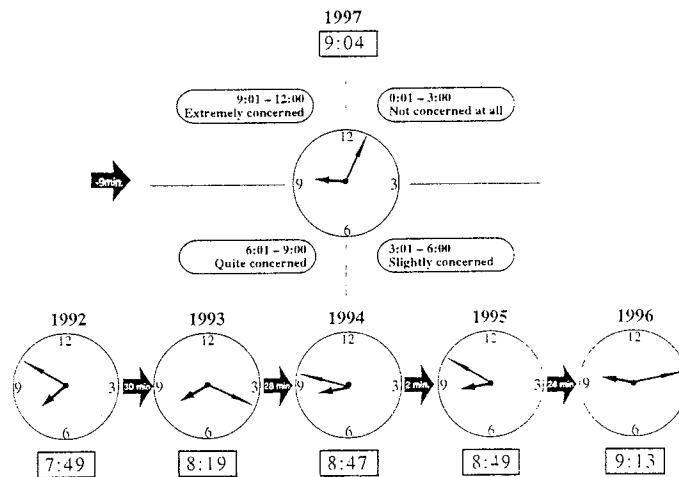 1997
9:04
9:01 – 12:00
Extremely concerned
0:01 – 3:00
Not concerned at all
12
-9min.
9
3
6
6:01 – 9:00
Quite concerned
3:01 – 6:00
Slightly concerned
1992
1993
1994
1995
1996
12
12
12
12
12
9
3
30 min
9
3
28 min
9
3
2 min.
9
3
24 min
9
3
6
6
6
6
6
7:49
8:19
8:47
8:49
9:13